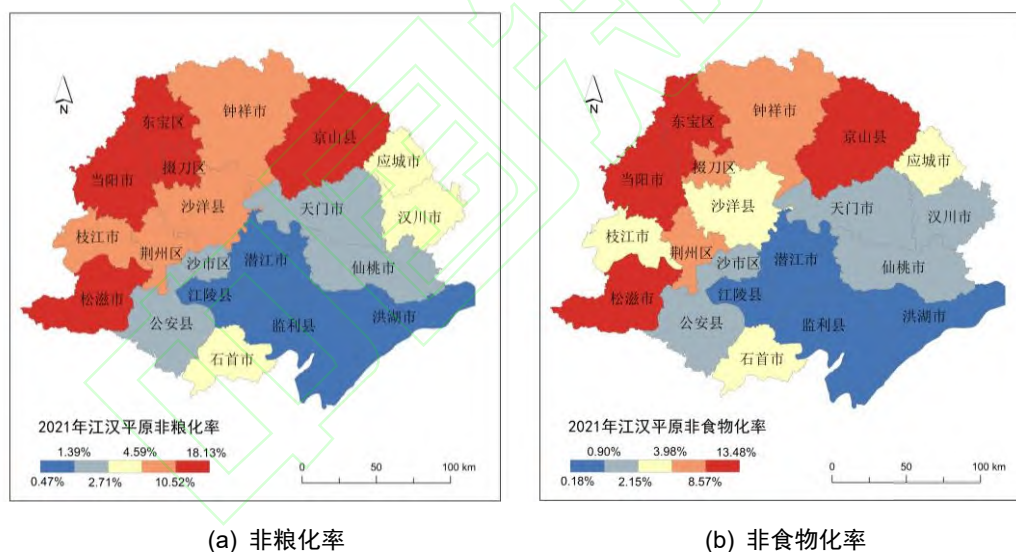 N
钟祥市
东宝区
京山县
应城市
掇刀区
当阳市
沙洋县
天门市
汉川市
枝江市
荆州区
沙市区
潜江市
仙桃市
松滋市
江陵县
洪湖市
公安县
监利县
石首市
2021年江汉平原非粮化率
1.39% 4.59% 18.13%
0.47% 2.71% 10.52%
0 50 100 km
(a) 非粮化率
N
钟祥市
东宝区
京山县
应城市
掇刀区
当阳市
沙洋县
天门市
汉川市
枝江市
荆州区
沙市区
潜江市
仙桃市
松滋市
江陵县
洪湖市
公安县
监利县
石首市
2021年江汉平原非食物化率
0.90% 3.98% 13.48%
0.18% 2.15% 8.57%
0 50 100 km
(b) 非食物化率